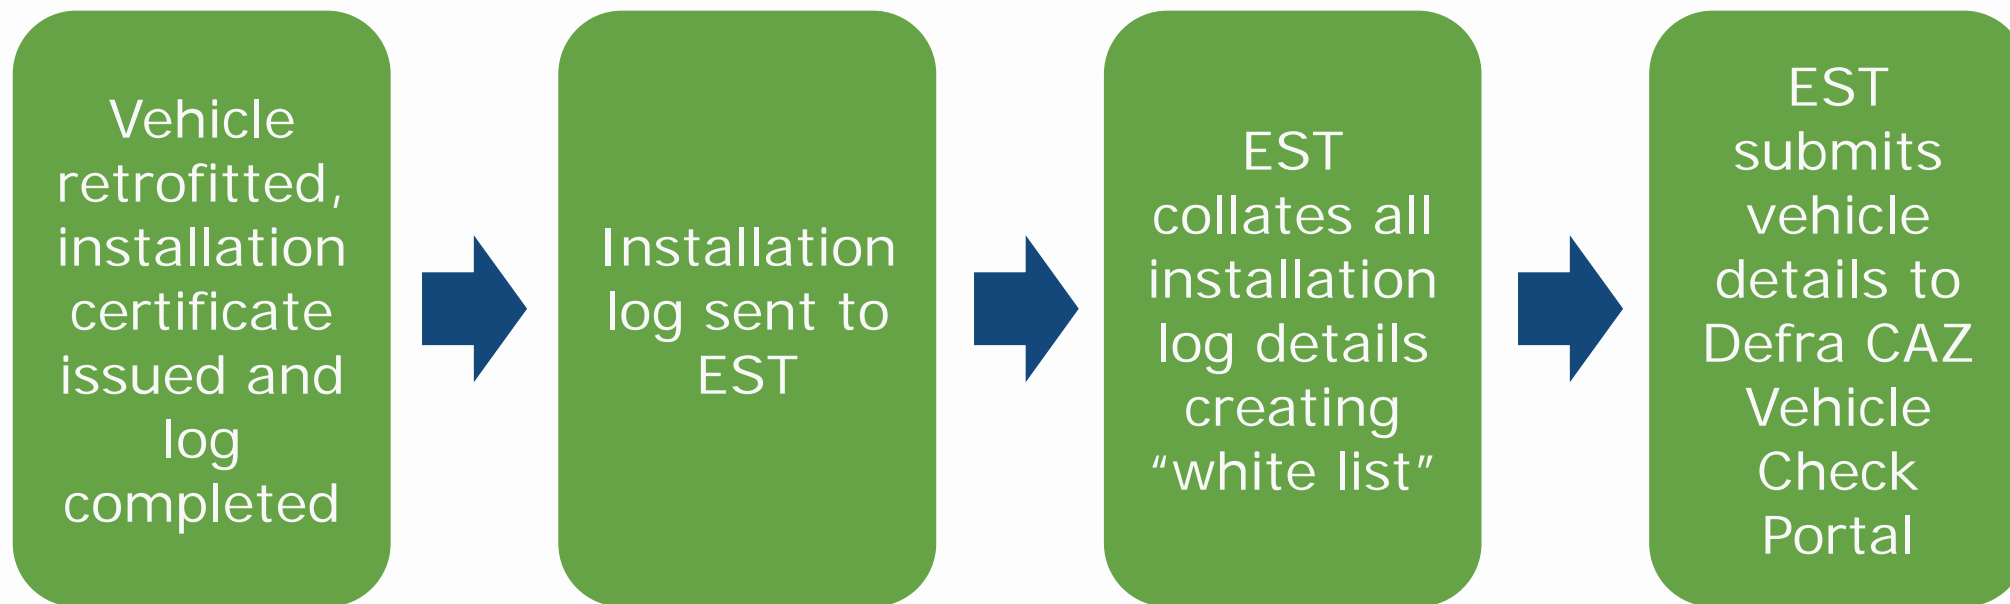 Vehicle
retrofitted,
installation
certificate
issued and
log
completed
Installation
log sent to
EST
EST
collates all
installation
log details
creating
“white list”
EST
submits
vehicle
details to
Defra CAZ
Vehicle
Check
Portal